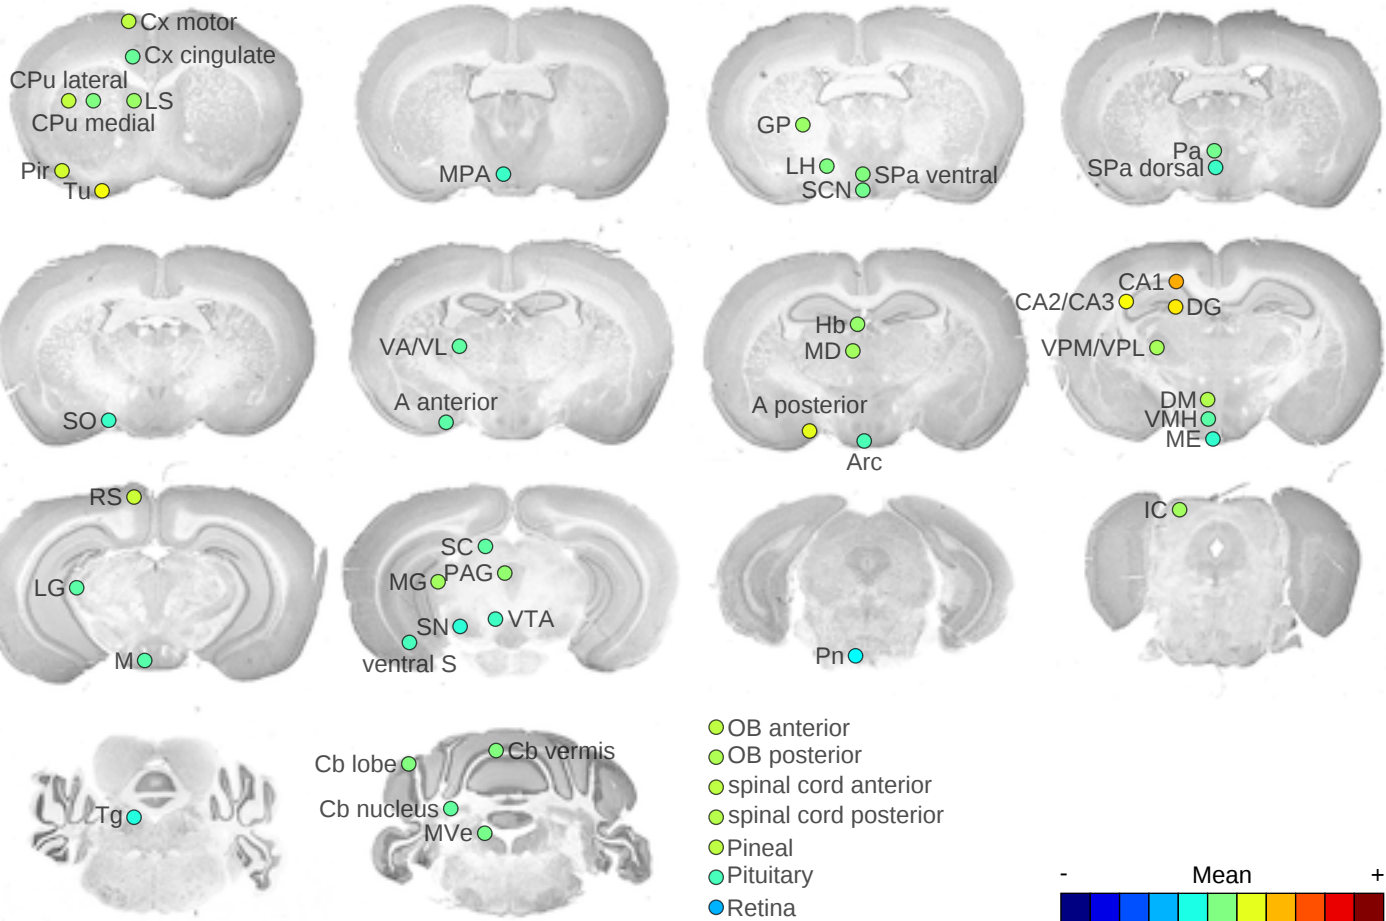 Cx motor
Cx cingulate
CPu lateral
LS
CPu medial
Pir
Tu
MPA
GP
LH
SPa ventral
SCN
Pa
SPa dorsal
SO
VA/VL
A anterior
Hb
MD
A posterior
Arc
CA1
CA2/CA3
DG
VPM/VPL
DM
VMH
ME
RS
LG
M
SC
MG
PAG
SN
VTA
ventral S
Pn
IC
Tg
Cb lobe
Cb vermis
Cb nucleus
MVe
OB anterior
OB posterior
spinal cord anterior
spinal cord posterior
Pineal
Pituitary
Retina
- Mean +